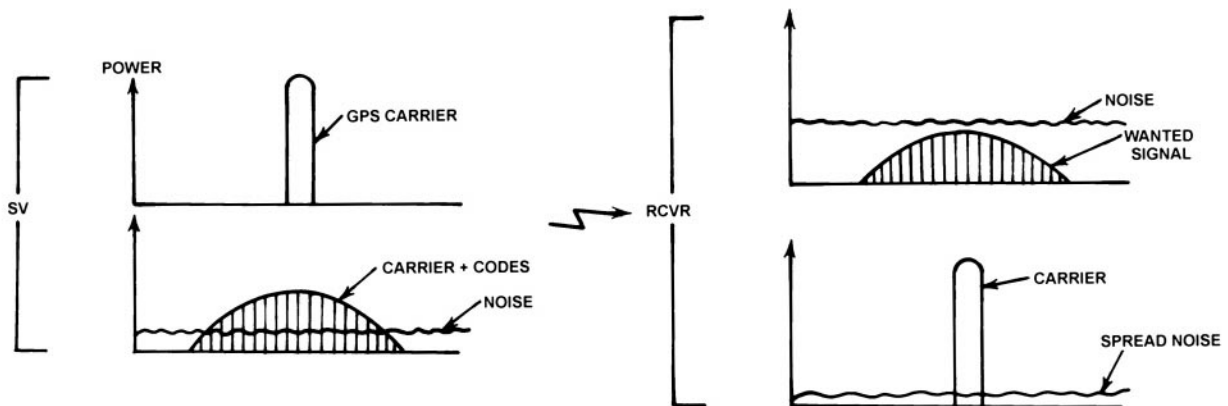 POWER
GPS CARRIER
SV
CARRIER + CODES
NOISE
RCVR
NOISE
WANTED
SIGNAL
CARRIER
SPREAD NOISE